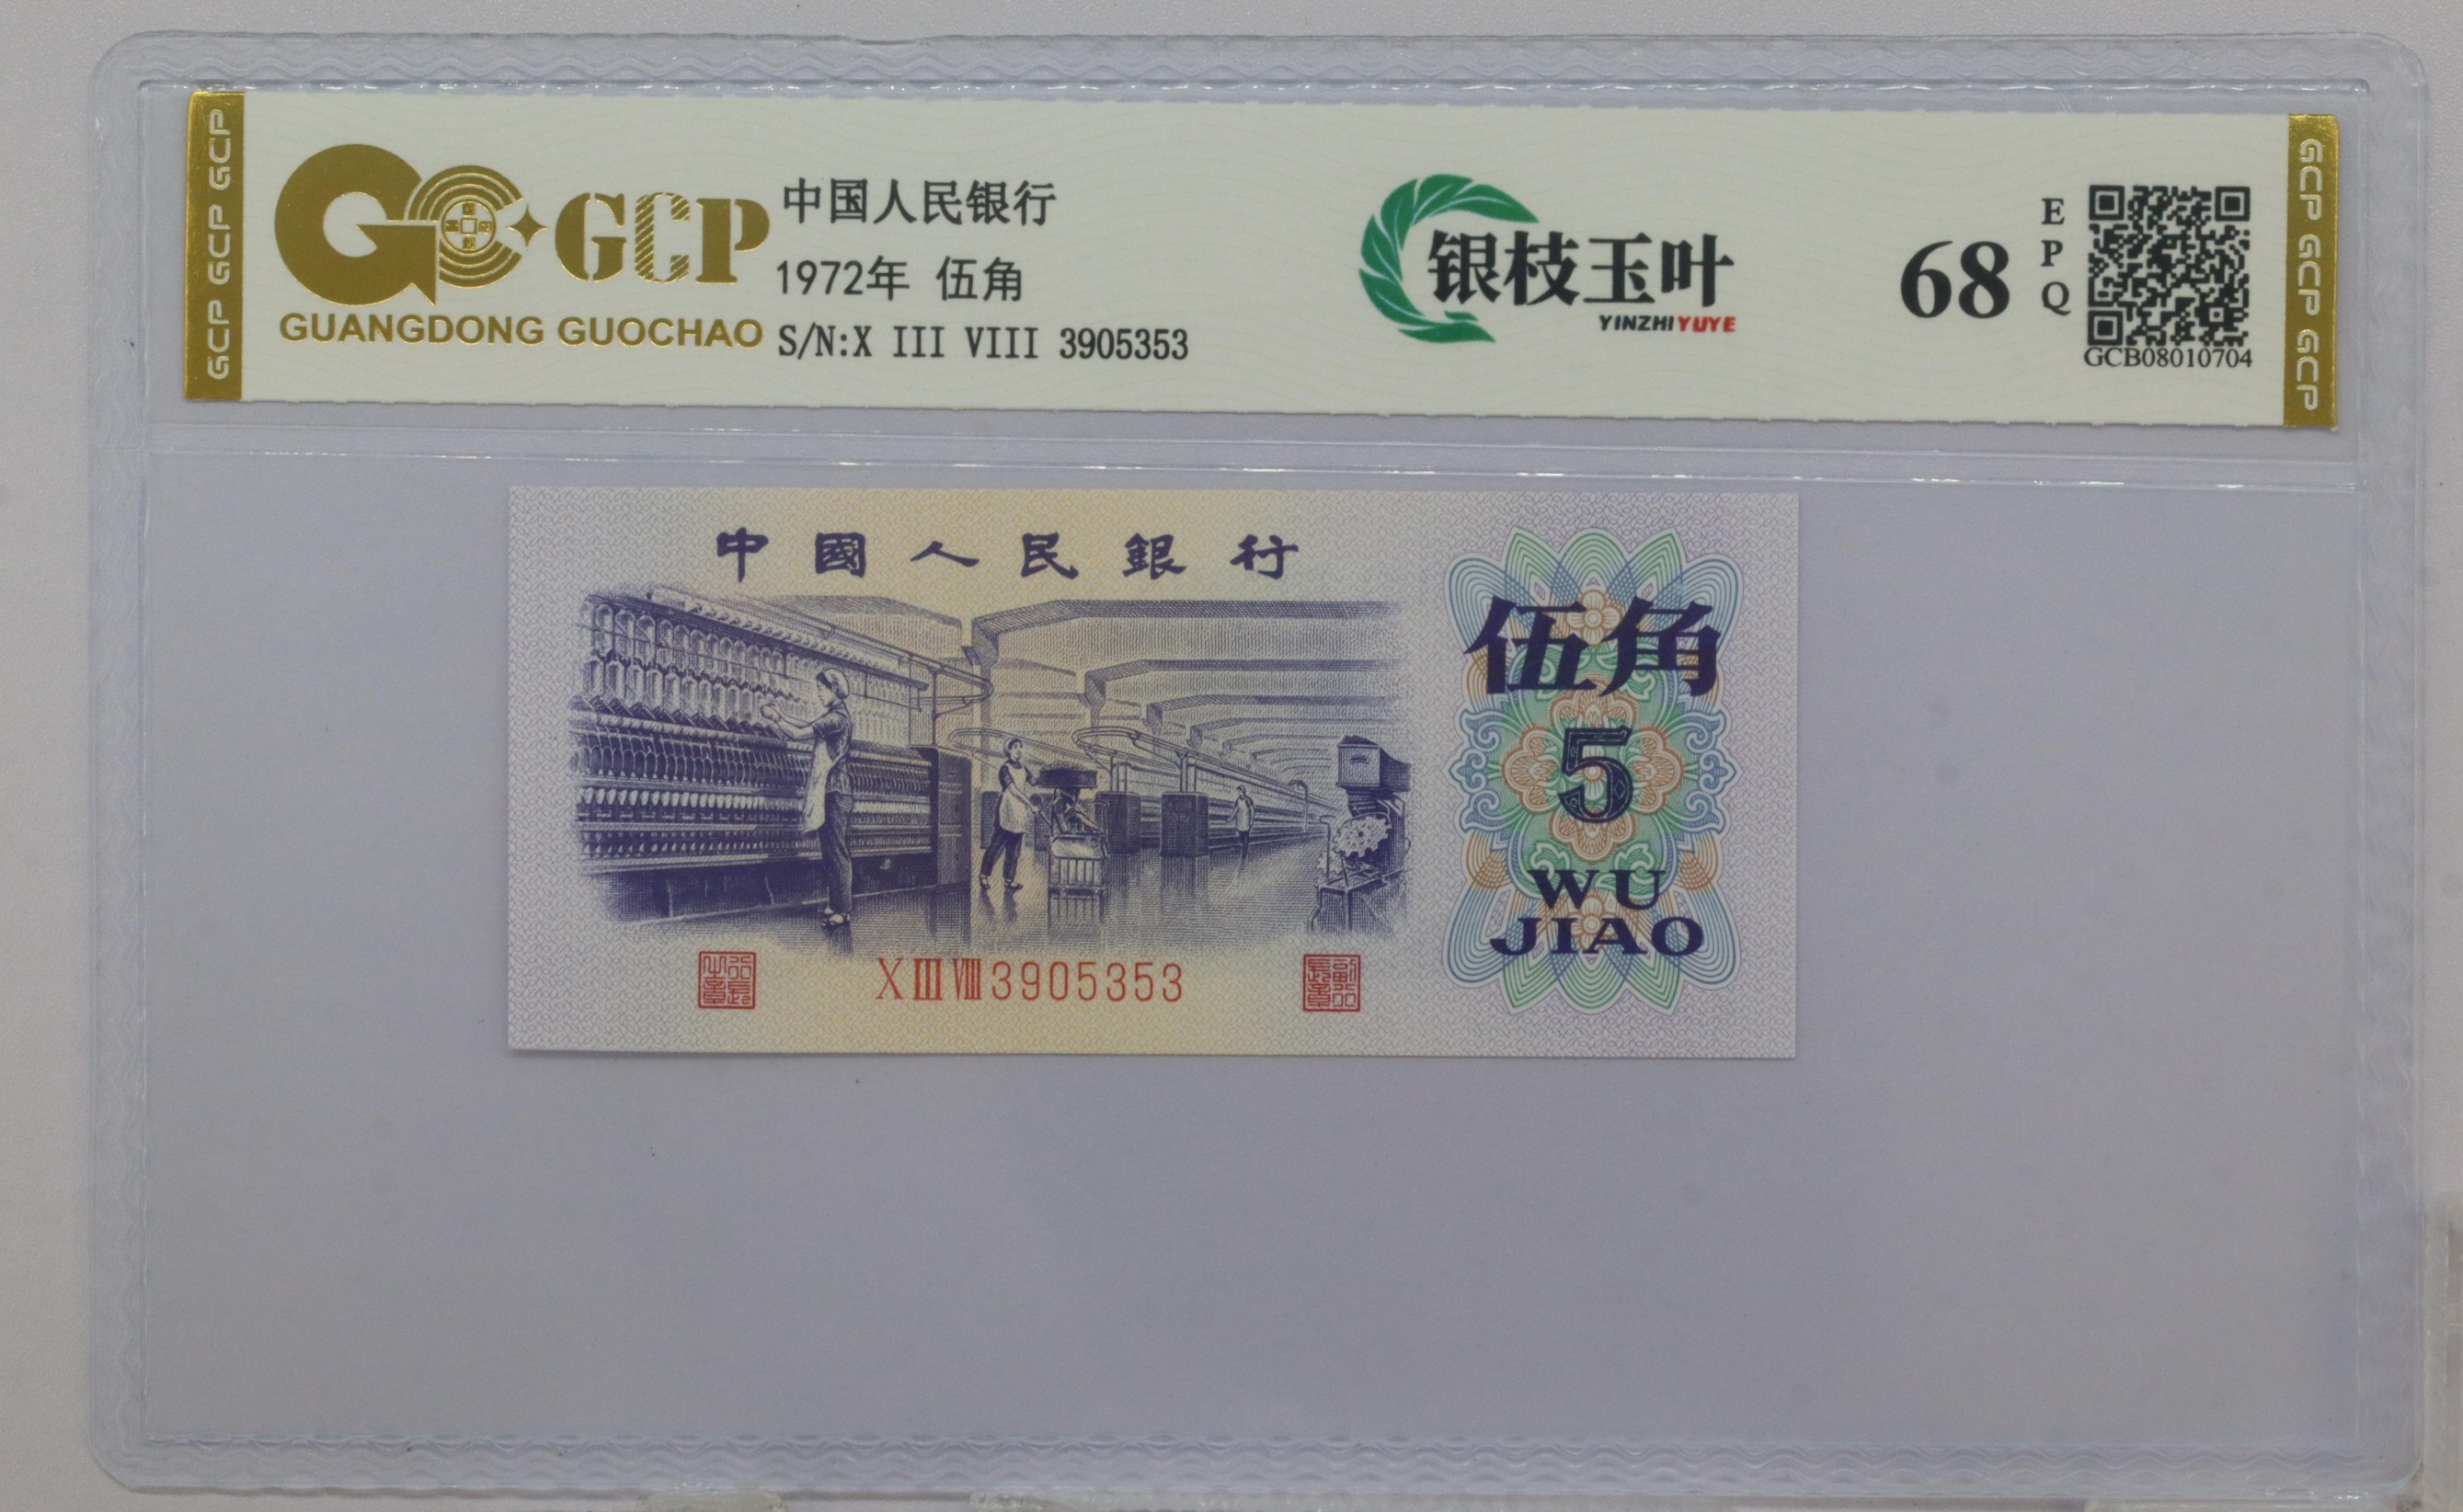 GCP GCP GCP
GCP
GUANGDONG GUOCHAO
中国人民银行
1972年 伍角
S/N:X III VIII 3905353
银枝玉叶
YINZHIYUYE
68
EPQ
GCB08010704
GCP GCP GCP
中國人民銀行
伍角
5
WU
JIAO
X III VIII 3905353